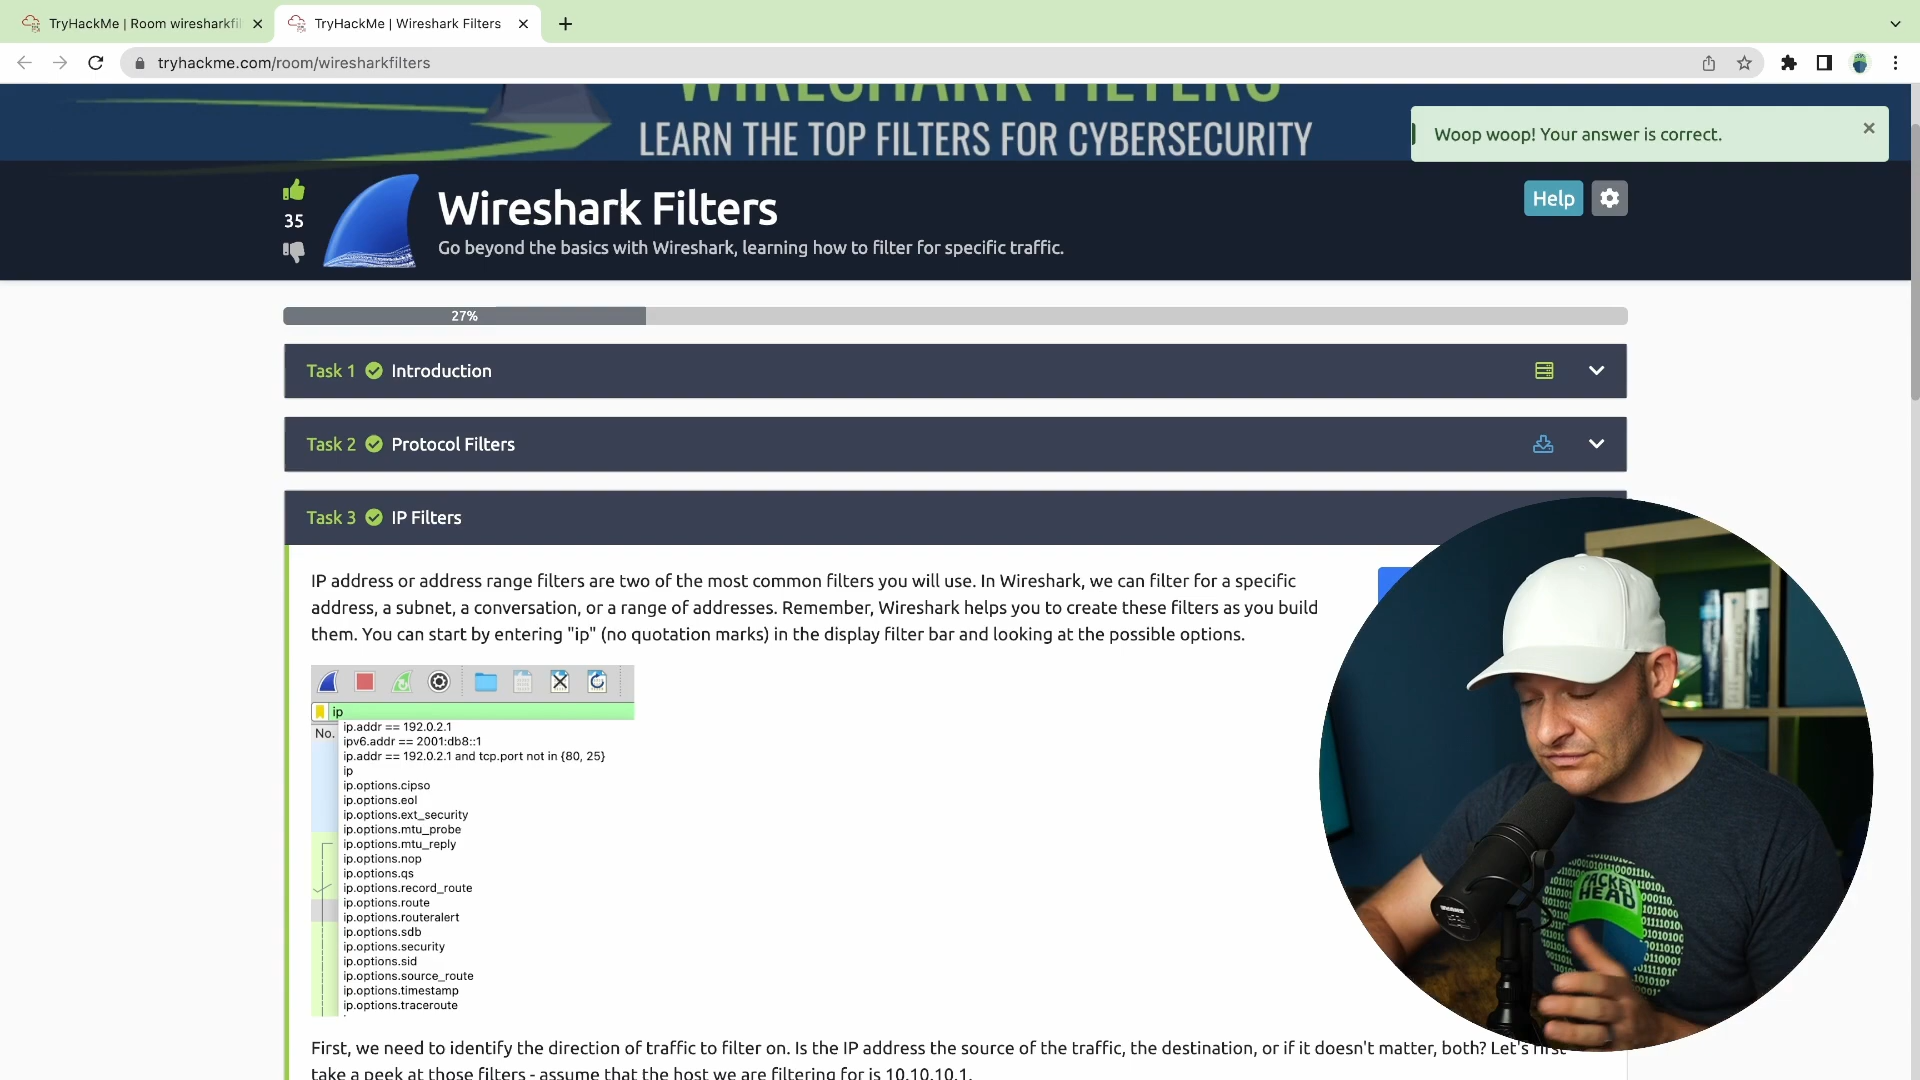 TryHackMe | Room wiresharkfil
TryHackMe | Wireshark Filters
tryhackme.com/room/wiresharkfilters
WIRESHARK FILTERS
LEARN THE TOP FILTERS FOR CYBERSECURITY
Woop woop! Your answer is correct.
35
Wireshark Filters
Go beyond the basics with Wireshark, learning how to filter for specific traffic.
Help
27%
Task 1 Introduction
Task 2 Protocol Filters
Task 3 IP Filters
IP address or address range filters are two of the most common filters you will use. In Wireshark, we can filter for a specific
address, a subnet, a conversation, or a range of addresses. Remember, Wireshark helps you to create these filters as you build
them. You can start by entering "ip" (no quotation marks) in the display filter bar and looking at the possible options.
ip
No.
ip.addr == 192.0.2.1
ipv6.addr == 2001:db8::1
ip.addr == 192.0.2.1 and tcp.port not in {80, 25}
ip
ip.options.cipso
ip.options.eol
ip.options.ext_security
ip.options.mtu_probe
ip.options.mtu_reply
ip.options.nop
ip.options.qs
ip.options.record_route
ip.options.route
ip.options.routeralert
ip.options.sdb
ip.options.security
ip.options.sid
ip.options.source_route
ip.options.timestamp
ip.options.traceroute
PACKET
HEAD
First, we need to identify the direction of traffic to filter on. Is the IP address the source of the traffic, the destination, or if it doesn't matter, both? Let's first
take a peek at those filters - assume that the host we are filtering for is 10.10.10.1.